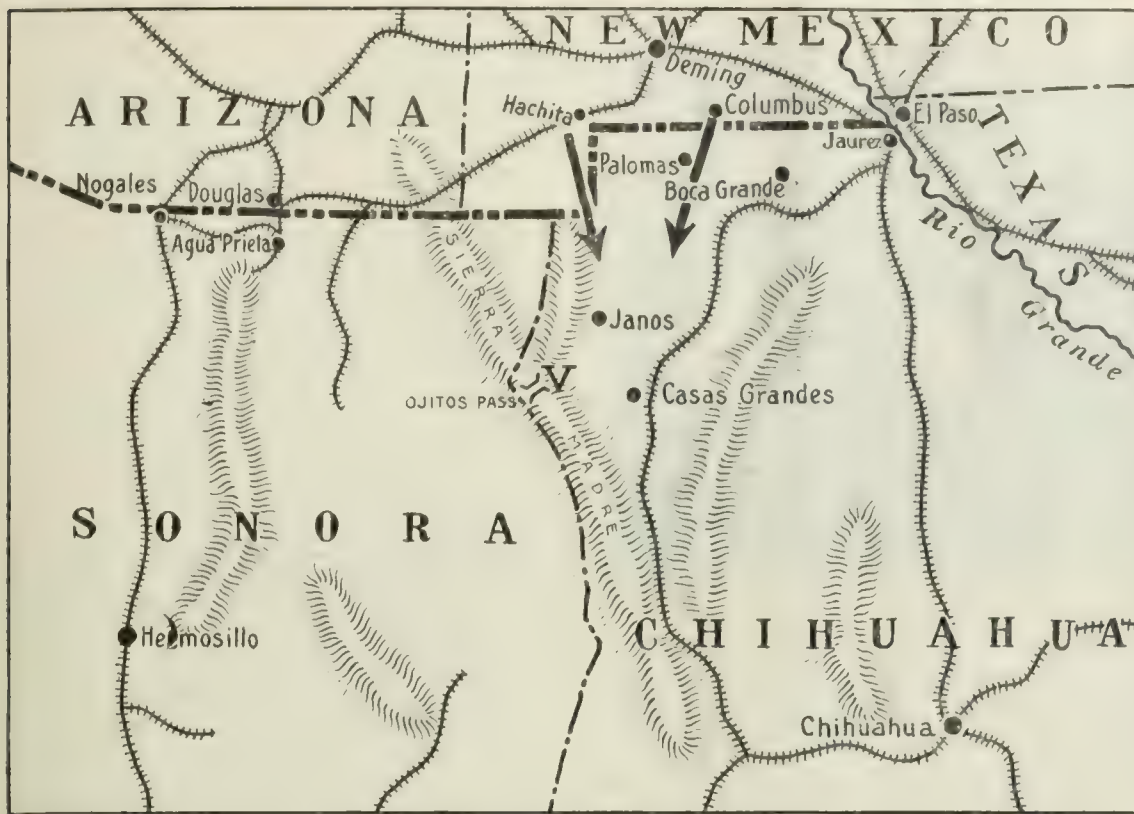 NEW MEXICO
Deming
ARIZONA
Hachita
Columbus
El Paso
TEXAS
Jaurez
Palomas
Nogales
Douglas
Boca Grande
Agua Prieta
Rio Grande
SIERRA MADRE
Janos
V
OJITOS PASS
Casas Grandes
SONORA
Hermosillo
CHIHUAHUA
Chihuahua